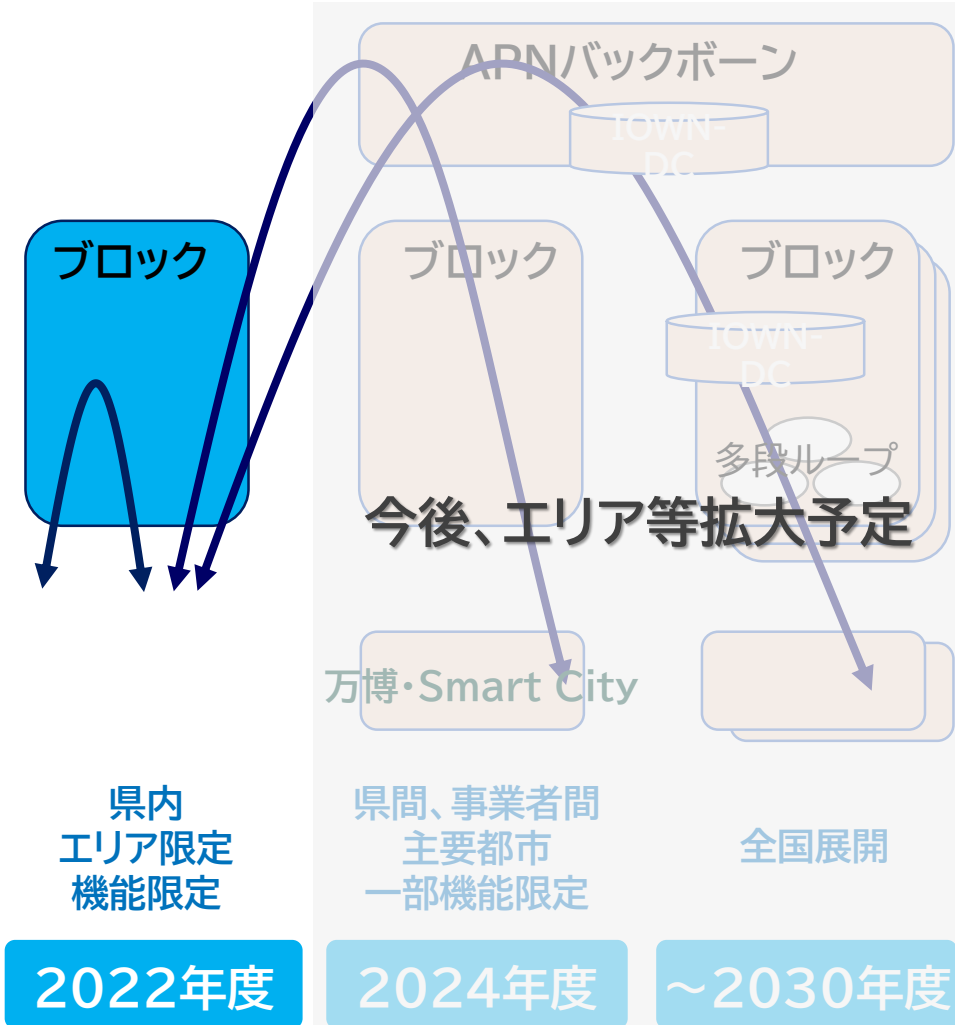 APNバックボーン
IOWN-
DC
ブロック
ブロック
ブロック
IOWN-
DC
多段ループ
今後、エリア等拡大予定
万博・Smart City
県内
エリア限定
機能限定
県間、事業者間
主要都市
一部機能限定
全国展開
2022年度
2024年度
～2030年度